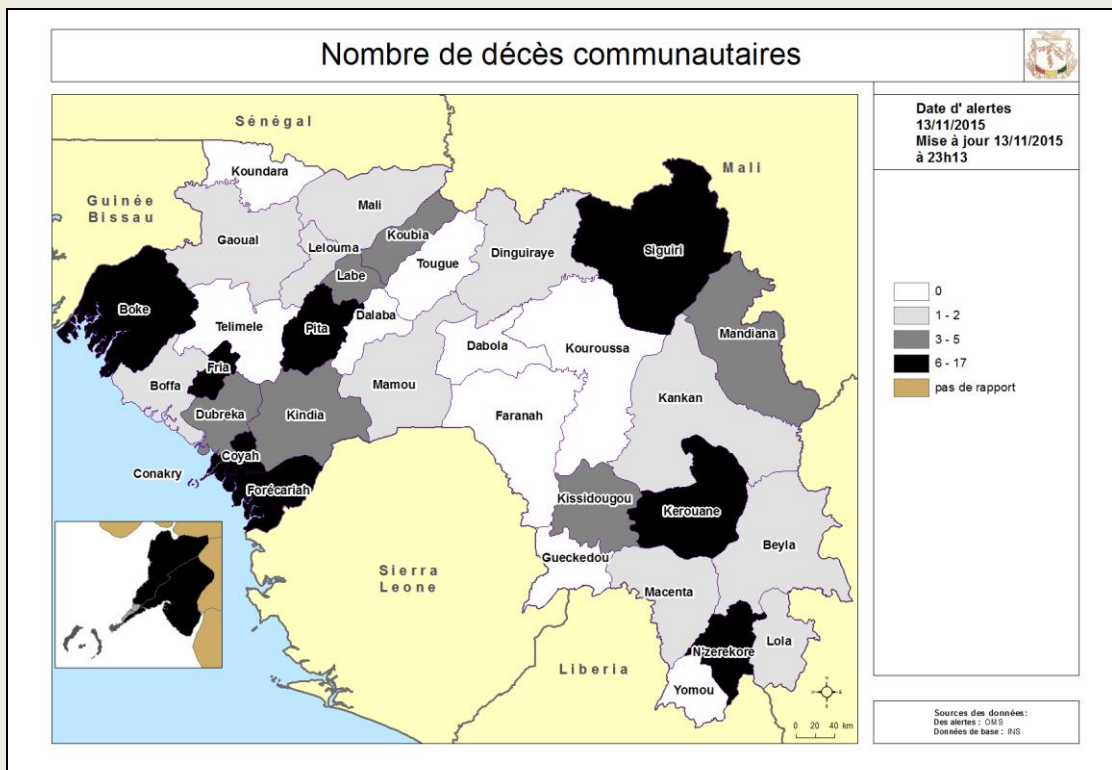 Nombre de décès communautaires
Date d' alertes
13/11/2015
Mise à jour 13/11/2015
à 23h13
Sénégal
Mali
Guinée
Bissau
Koundara
Mali
Gaoual
Koubia
Lelouma
Dinguiraye
Siguiri
Tougue
Labe
Boke
Pita
Dalaba
Telimele
Mandiana
Dabola
Kouroussa
Fria
Boffa
Mamou
Kankan
Dubreka
Kindia
Faranah
Coyah
Conakry
Forécariah
Kissidougou
Kerouane
Beyla
Gueckedou
Sierra
Leone
Macenta
Lola
N'zerekore
Liberia
Yomou
0 20 40 km
0
1 - 2
3 - 5
6 - 17
pas de rapport
Sources des données:
Des alertes : OMS
Données de base : INS